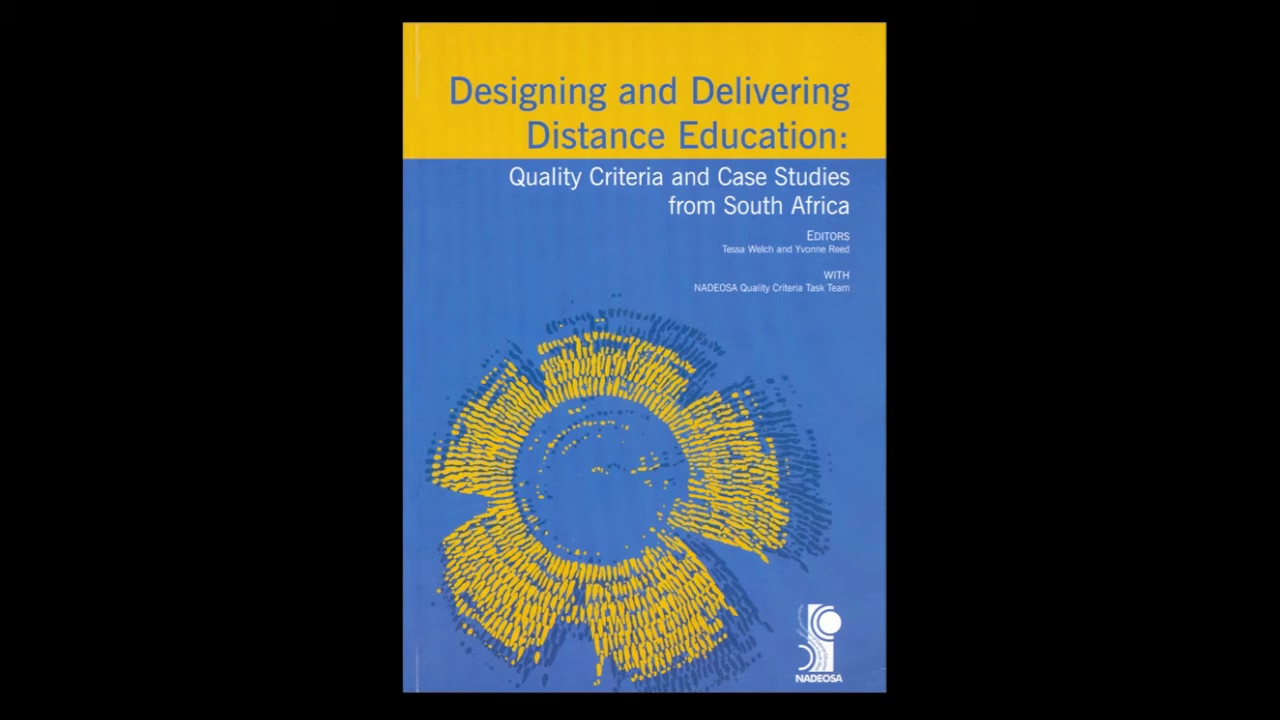 Designing and Delivering
Distance Education:
Quality Criteria and Case Studies
from South Africa
EDITORS
Tessa Welch and Yvonne Reed
WITH
NADEOSA Quality Criteria Task Team
NADEOSA